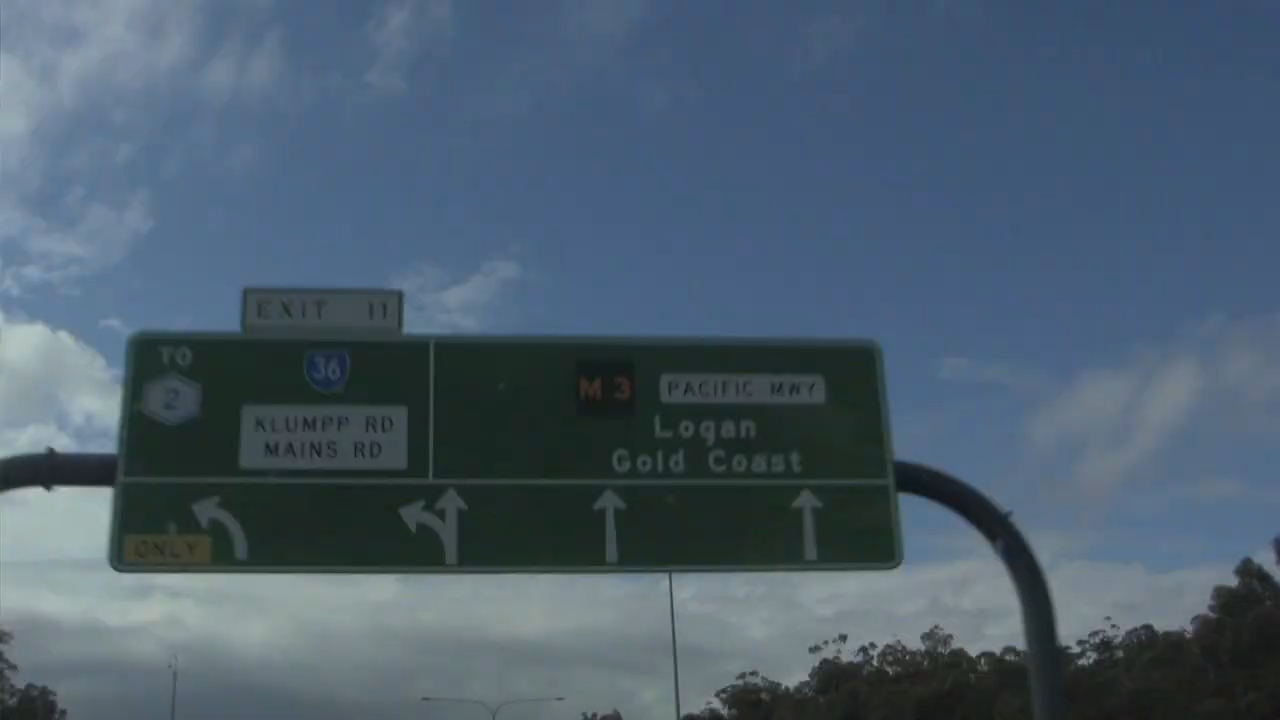 EXIT 11
TO
2
36
KLUMPP RD
MAINS RD
M3
PACIFIC MWY
Logan
Gold Coast
ONLY